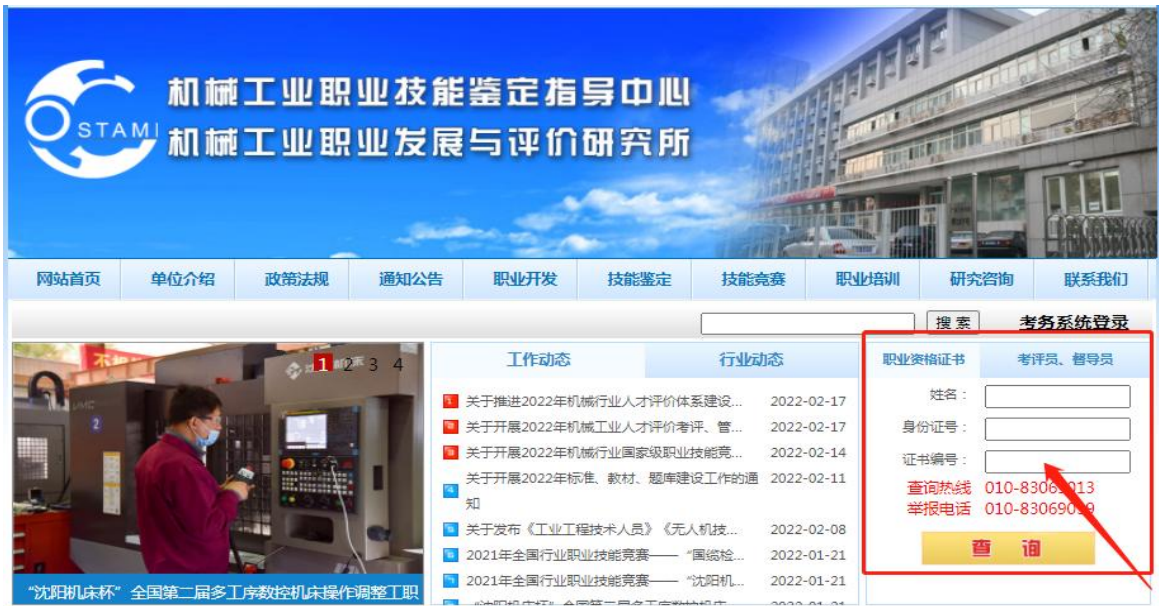 OSTAMI
机械工业职业技能鉴定指导中心
机械工业职业发展与评价研究所
网站首页 单位介绍 政策法规 通知公告 职业开发 技能鉴定 技能竞赛 职业培训 研究咨询 联系我们
搜 索 考务系统登录
1 2 3 4
“沈阳机床杯”全国第二届多工序数控机床操作调整工职
工作动态 行业动态
关于推进2022年机械行业人才评价体系建设... 2022-02-17
关于开展2022年机械工业人才评价考评、管... 2022-02-17
关于开展2022年机械行业国家级职业技能竞... 2022-02-14
关于开展2022年标准、教材、题库建设工作的通 2022-02-11
知
关于发布《工业工程技术人员》《无人机技... 2022-02-08
2021年全国行业职业技能竞赛——“国缆检... 2022-01-21
2021年全国行业职业技能竞赛——“沈阳机... 2022-01-21
职业资格证书 考评员、督导员
姓名：
身份证号：
证书编号：
查询热线
举报电话
查 询